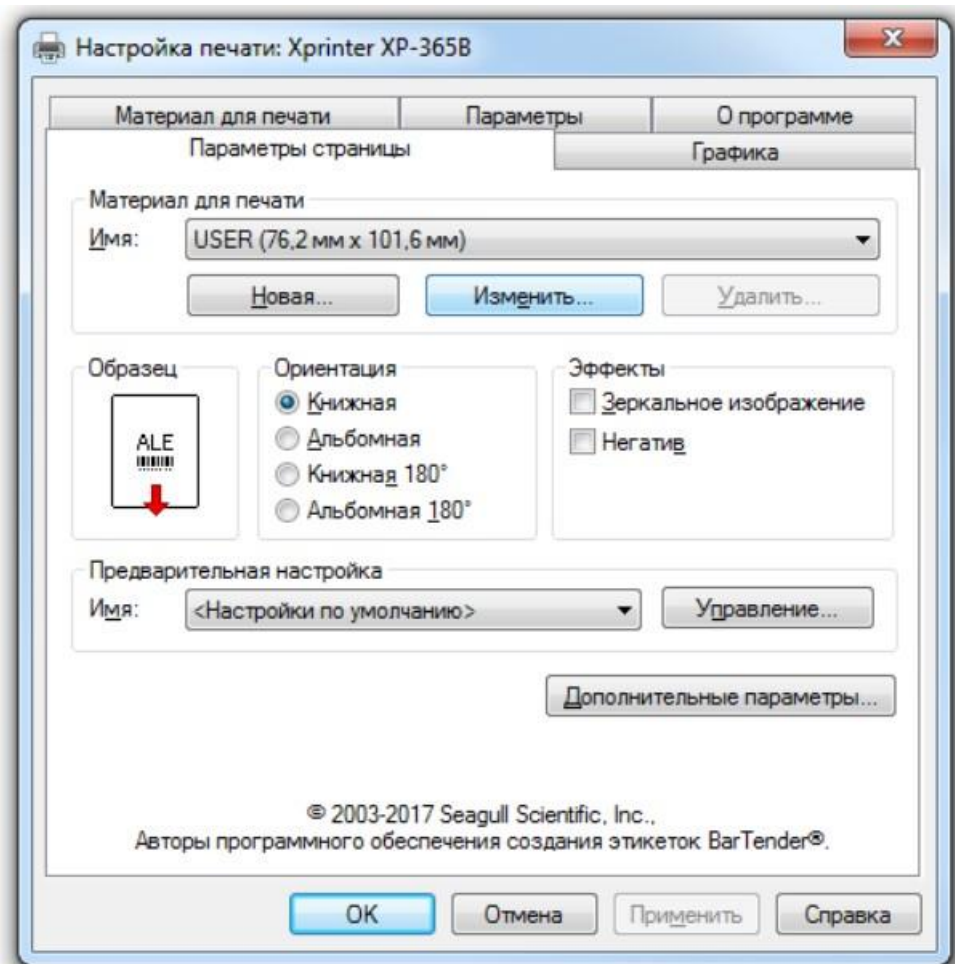 Настройка печати: Xprinter XP-365B
Материал для печати Параметры О программе
Параметры страницы Графика
Материал для печати
Имя: USER (76,2 мм x 101,6 мм)
Новая... Изменить... Удалить...
Образец Ориентация Эффекты
Книжная Зеркальное изображение
ALE Альбомная Негатив
Книжная 180°
Альбомная 180°
Предварительная настройка
Имя: <Настройки по умолчанию> Управление...
Дополнительные параметры...
© 2003-2017 Seagull Scientific, Inc.,
Авторы программного обеспечения создания этикеток BarTender®.
OK Отмена Применить Справка